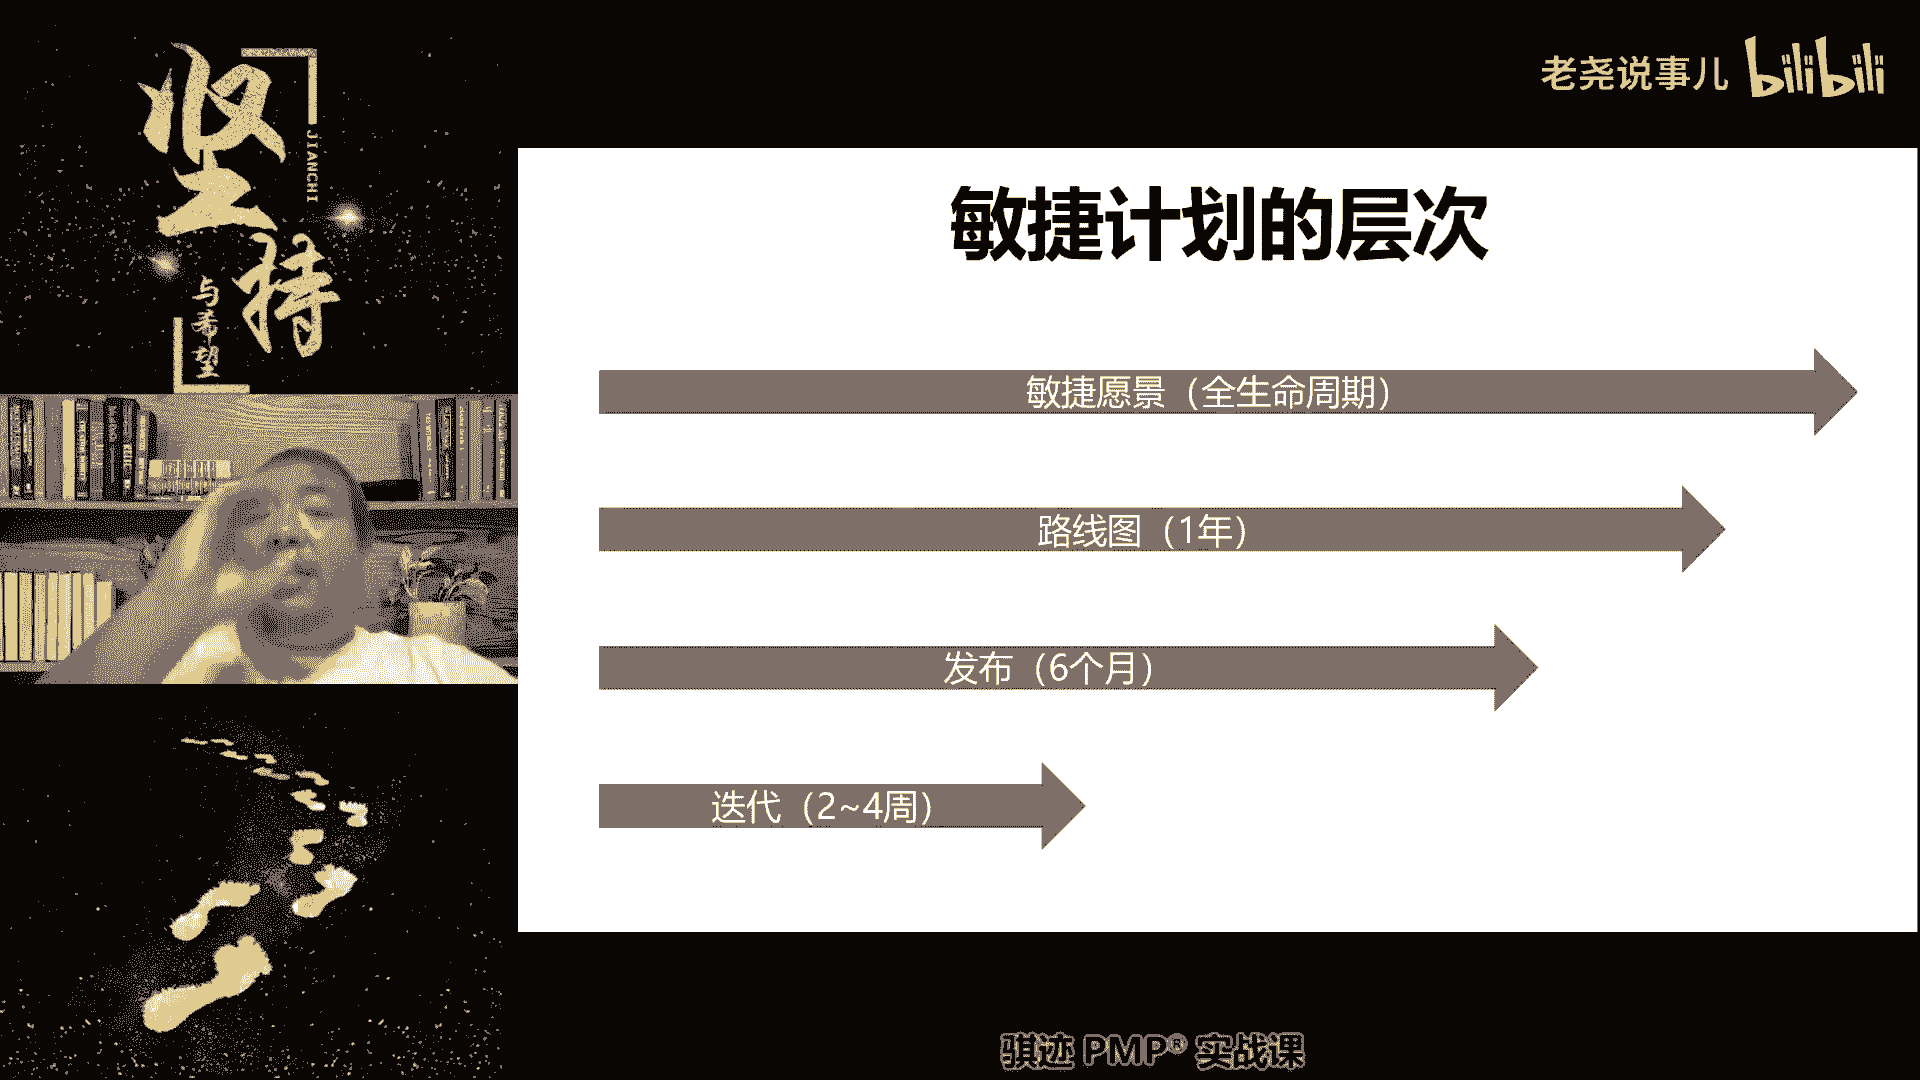 坚持
JIANCHI
与希望
老尧说事儿 bilibili
敏捷计划的层次
敏捷愿景（全生命周期）
路线图（1年）
发布（6个月）
迭代（2~4周）
骐迹 PMP® 实战课